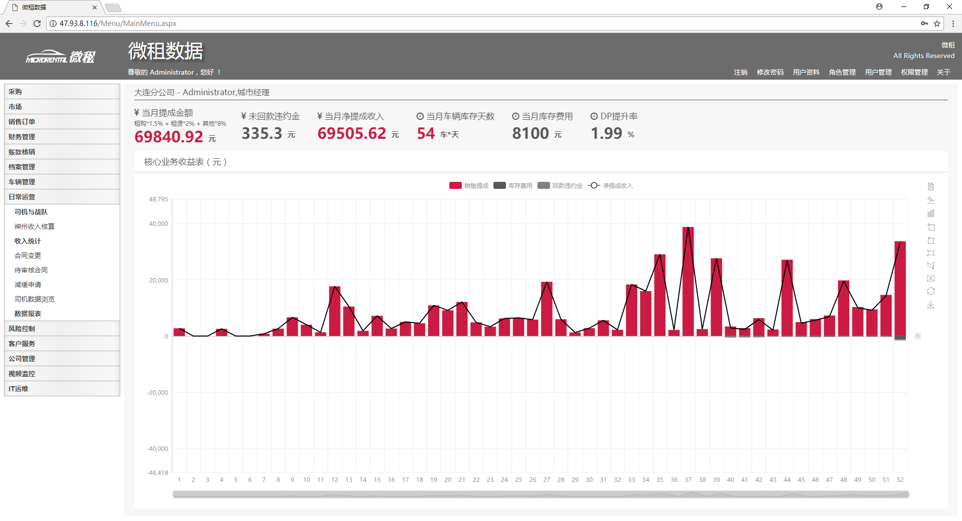 微租数据
47.93.8.116/Menu/MainMenu.aspx
MICRORENTAL 微租
微租数据
尊敬的 Administrator，您好 ！
微租
All Rights Reserved
注销 修改密码 用户资料 角色管理 用户管理 权限管理 关于
采购
市场
销售订单
财务管理
账款核销
档案管理
车辆管理
日常运营
司机与战队
神州收入核算
收入统计
合同变更
待审核合同
减缓申请
司机数据浏览
数据报表
风险控制
客户服务
公司管理
视频监控
IT运维
大连分公司 - Administrator,城市经理
¥ 当月提成金额
租购*1.5% + 租赁*2% + 其他*8%
69840.92 元
¥ 未回款违约金
335.3 元
¥ 当月净提成收入
69505.62 元
当月车辆库存天数
54 车*天
当月库存费用
8100 元
DP提升率
1.99 %
核心业务收益表（元）
销售提成 库存费用 回款违约金 净提成收入
48,795
40,000
20,000
0
-20,000
-40,000
-48,418
周
1 2 3 4 5 6 7 8 9 10 11 12 13 14 15 16 17 18 19 20 21 22 23 24 25 26 27 28 29 30 31 32 33 34 35 36 37 38 39 40 41 42 43 44 45 46 47 48 49 50 51 52